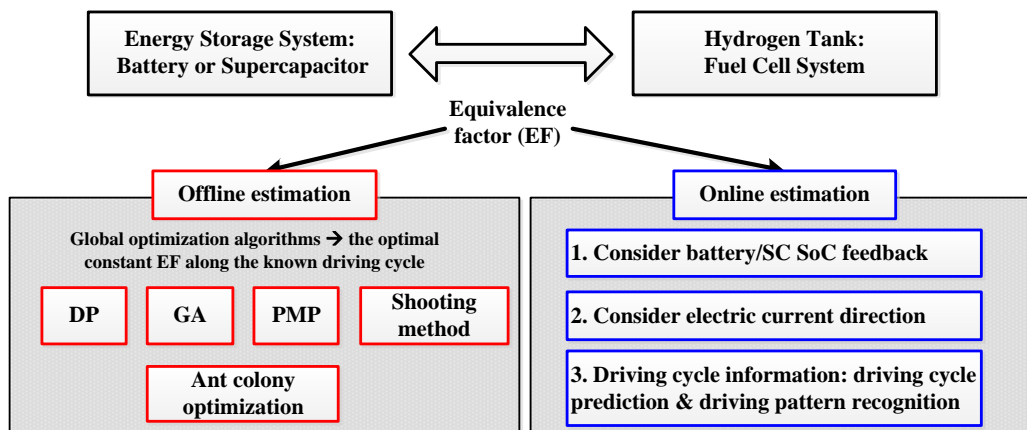 Energy Storage System:
Battery or Supercapacitor
Hydrogen Tank:
Fuel Cell System
Equivalence
factor (EF)
Offline estimation
Global optimization algorithms → the optimal
constant EF along the known driving cycle
DP
GA
PMP
Shooting
method
Ant colony
optimization
Online estimation
1. Consider battery/SC SoC feedback
2. Consider electric current direction
3. Driving cycle information: driving cycle
prediction & driving pattern recognition